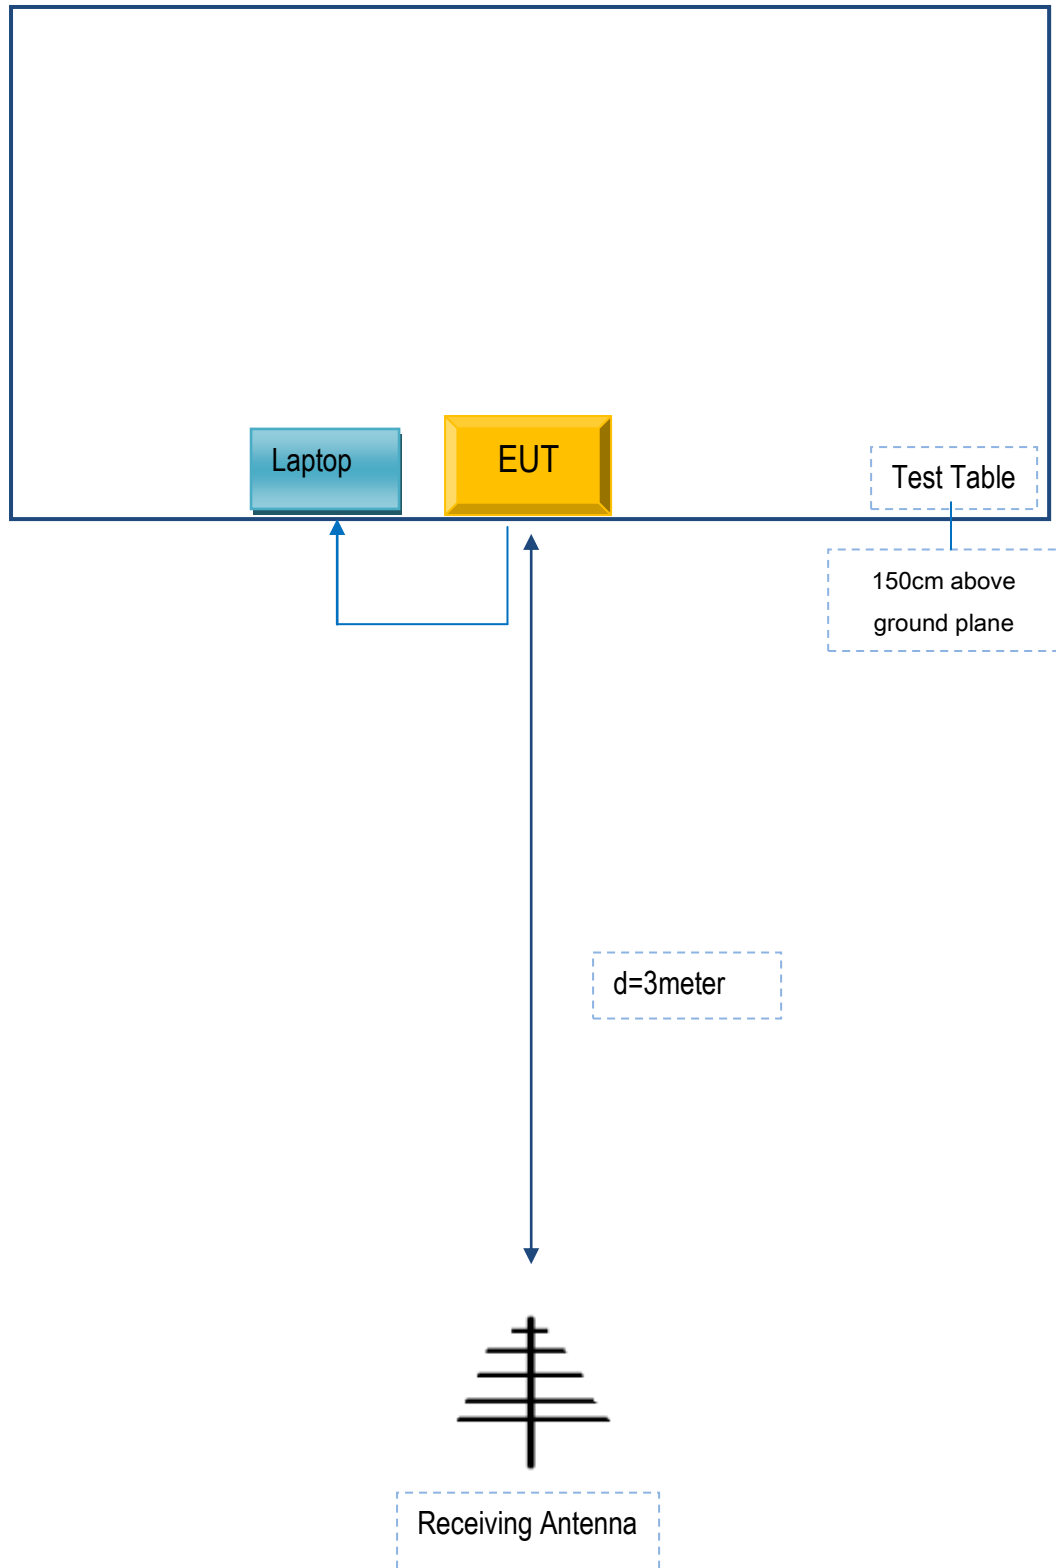 Laptop
EUT
Test Table
150cm above
ground plane
d=3meter
Receiving Antenna